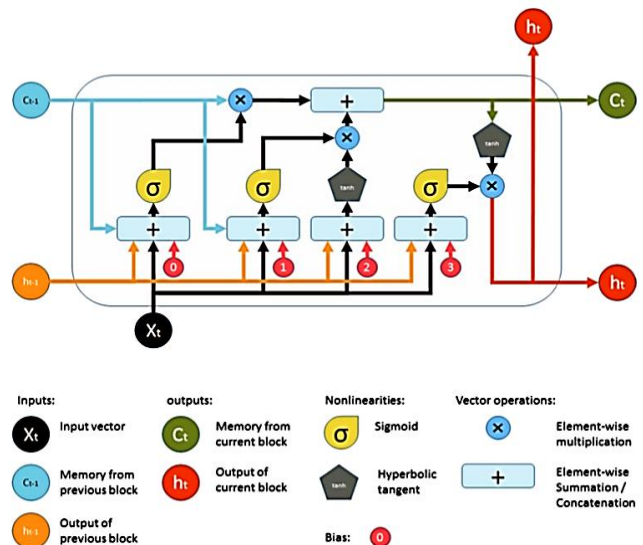 ht
Ct-1
×
+
Ct
tanh
×
σ
σ
tanh
σ
×
+
+
+
+
0
1
2
3
ht-1
ht
Xt
Inputs:
outputs:
Nonlinearities:
Vector operations:
Xt
Input vector
Ct
Memory from
current block
σ
Sigmoid
×
Element-wise
multiplication
Ct-1
Memory from
previous block
ht
Output of
current block
tanh
Hyperbolic
tangent
+
Element-wise
Summation /
Concatenation
ht-1
Output of
previous block
Bias:
0